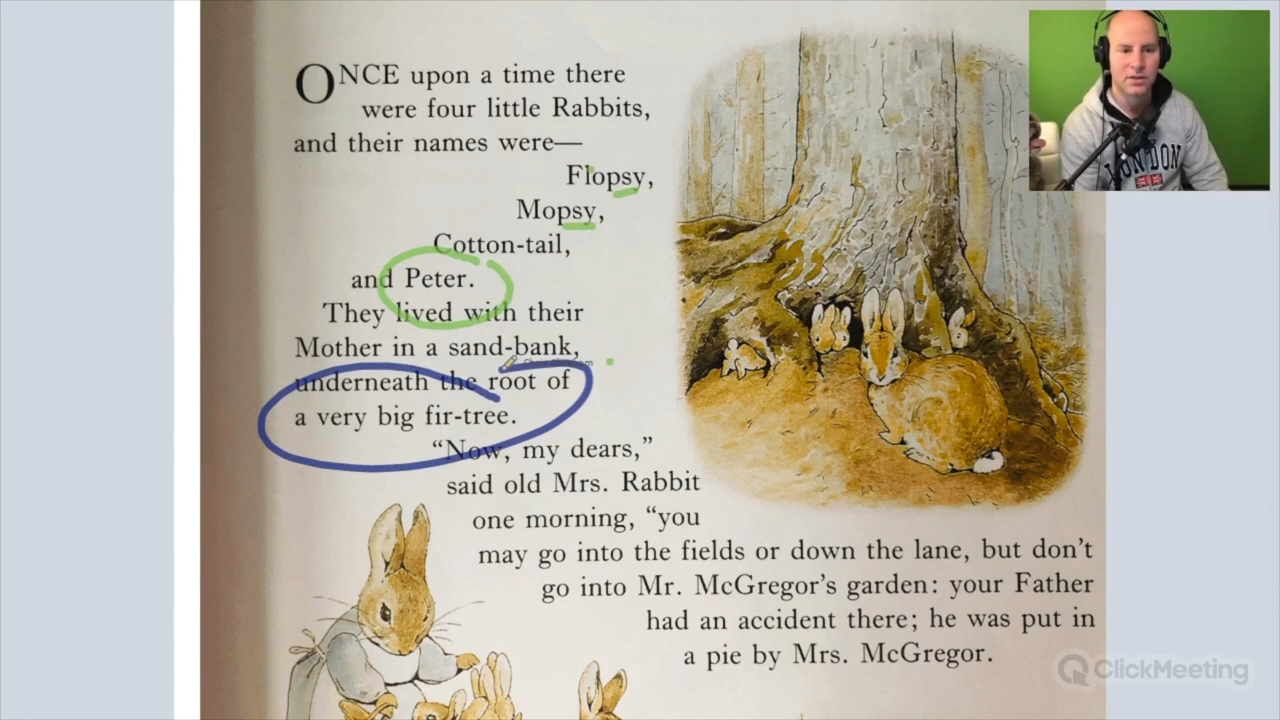 ONCE upon a time there
were four little Rabbits,
and their names were—
Flopsy,
Mopsy,
Cotton-tail,
and Peter.
They lived with their
Mother in a sand-bank,
underneath the root of
a very big fir-tree.
“Now, my dears,”
said old Mrs. Rabbit
one morning, “you
may go into the fields or down the lane, but don’t
go into Mr. McGregor’s garden: your Father
had an accident there; he was put in
a pie by Mrs. McGregor.
LONDON
ClickMeeting